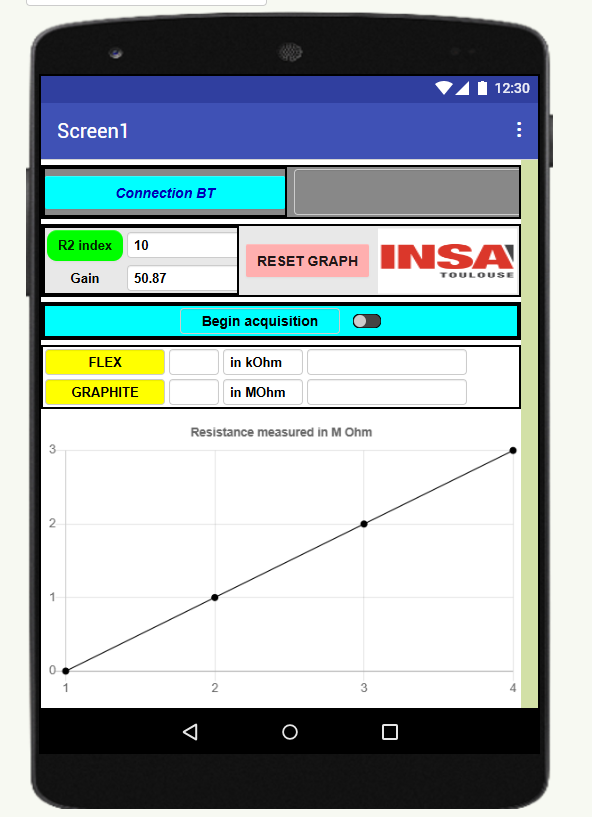 12:30
Screen1
Connection BT
R2 index 10
Gain 50.87
RESET GRAPH
INSA
TOULOUSE
Begin acquisition
FLEX in kOhm
GRAPHITE in MOhm
Resistance measured in M Ohm
3
2
1
0
1 2 3 4